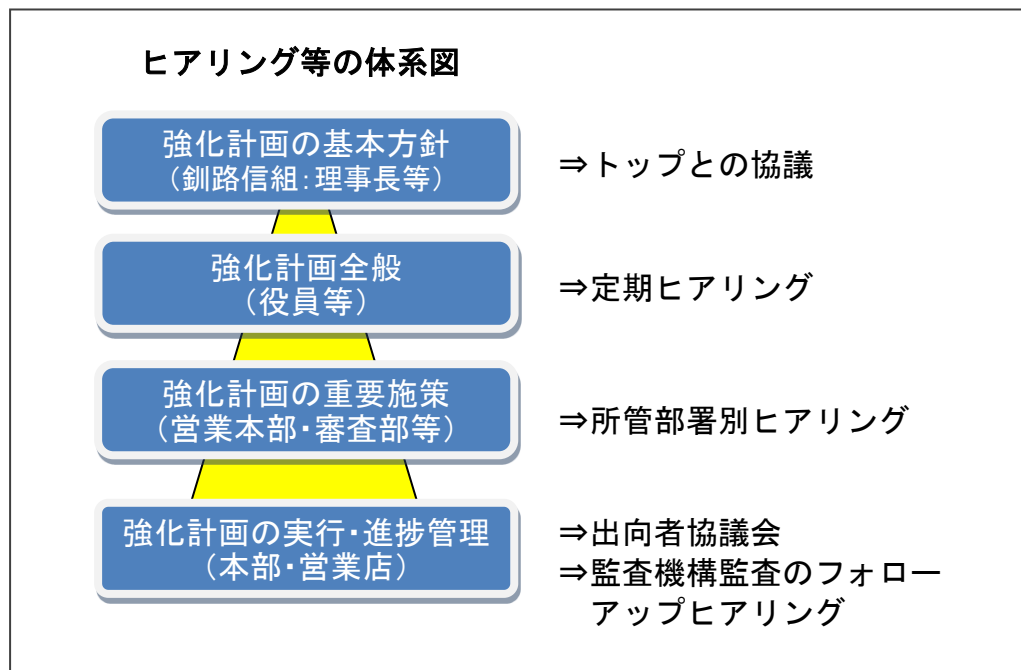 ヒアリング等の体系図
強化計画の基本方針
（釧路信組：理事長等）
⇒トップとの協議
強化計画全般
（役員等）
⇒定期ヒアリング
強化計画の重要施策
（営業本部・審査部等）
⇒所管部署別ヒアリング
強化計画の実行・進捗管理
（本部・営業店）
⇒出向者協議会
⇒監査機構監査のフォロー
アップヒアリング